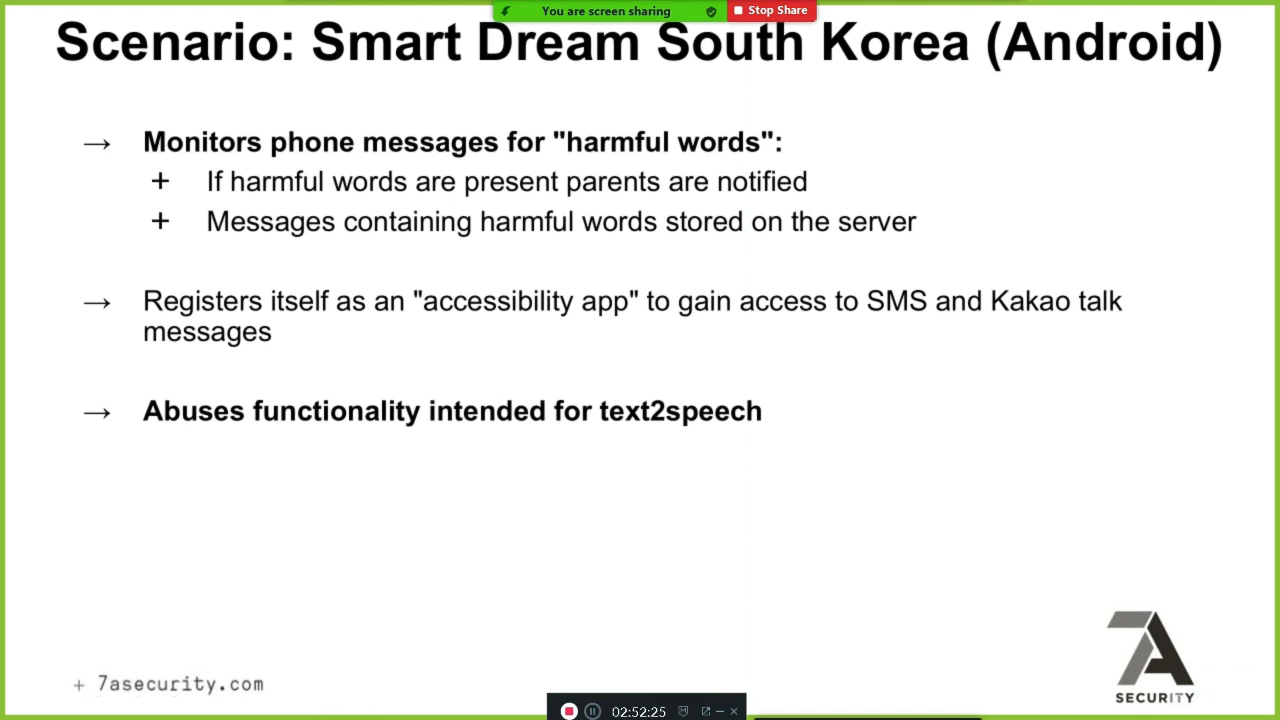 You are screen sharing
Stop Share
Scenario: Smart Dream South Korea (Android)
→ Monitors phone messages for "harmful words":
+ If harmful words are present parents are notified
+ Messages containing harmful words stored on the server
→ Registers itself as an "accessibility app" to gain access to SMS and Kakao talk
messages
→ Abuses functionality intended for text2speech
+ 7asecurity.com
7A
SECURITY
02:52:25